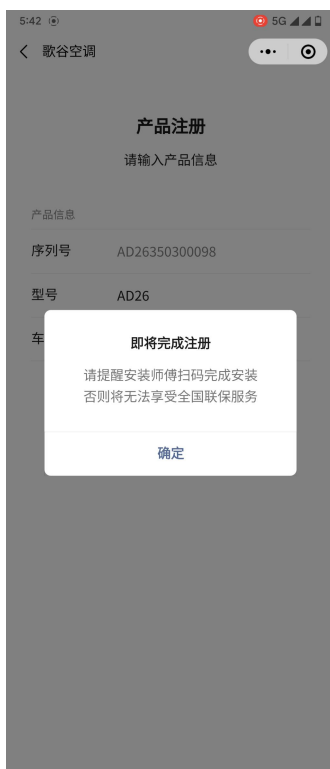 5:42
5G
歌谷空调
产品注册
请输入产品信息
产品信息
序列号 AD26350300098
型号 AD26
车
即将完成注册
请提醒安装师傅扫码完成安装
否则将无法享受全国联保服务
确定